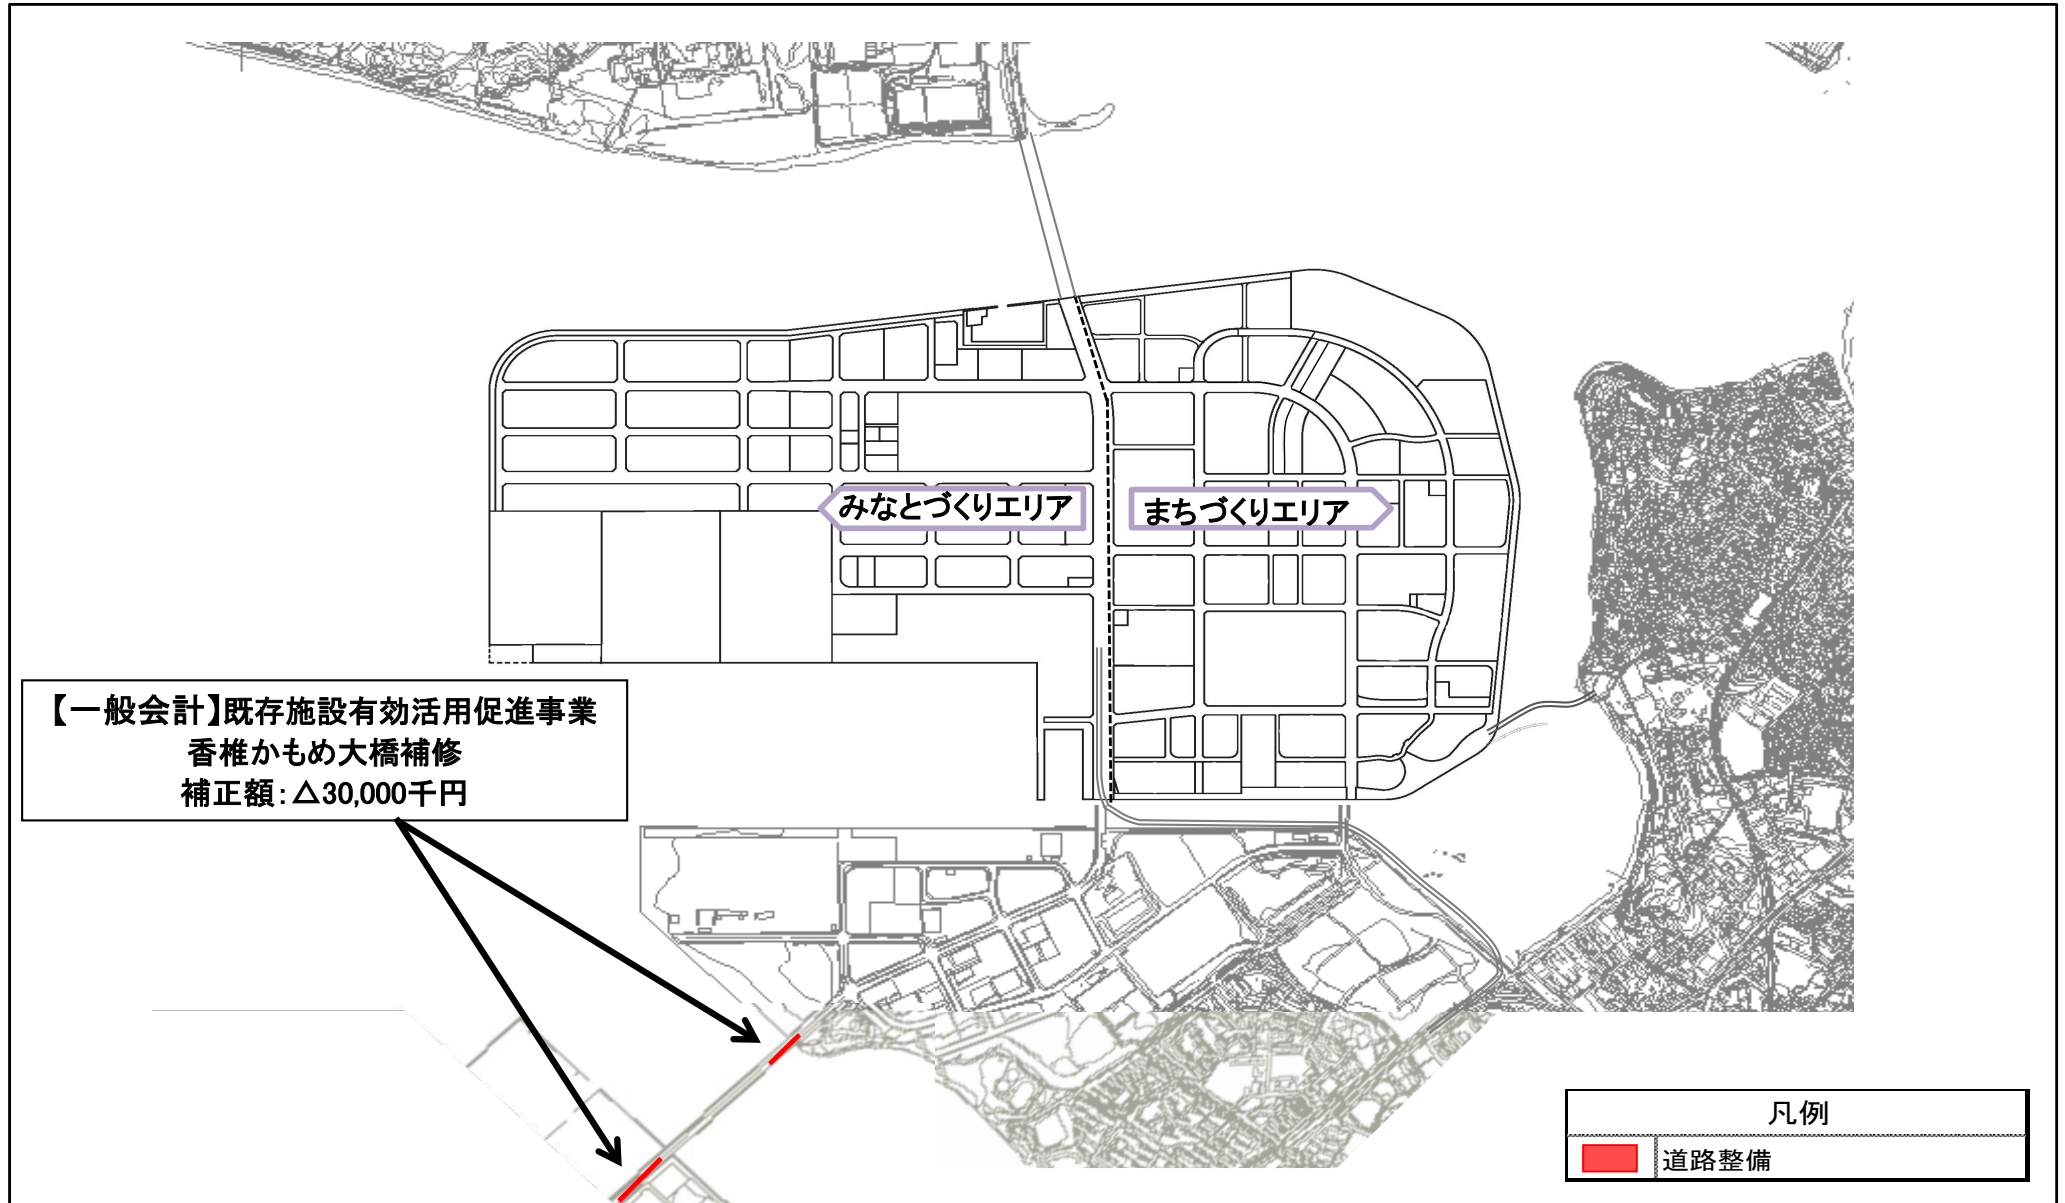 みなとづくりエリア
まちづくりエリア
【一般会計】既存施設有効活用促進事業
香椎かもめ大橋補修
補正額：△30,000千円
凡例
道路整備